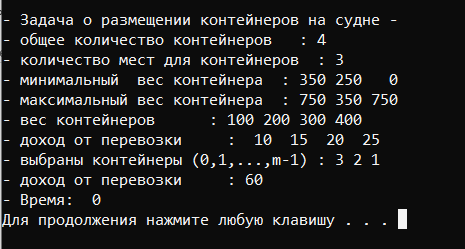 - Задача о размещении контейнеров на судне -
- общее количество контейнеров   : 4
- количество мест для контейнеров  : 3
- минимальный  вес контейнера  : 350 250   0
- максимальный вес контейнера  : 750 350 750
- вес контейнеров      : 100 200 300 400
- доход от перевозки     :  10  15  20  25
- выбраны контейнеры (0,1,...,m-1) : 3 2 1
- доход от перевозки     : 60
- Время:  0
Для продолжения нажмите любую клавишу . . .